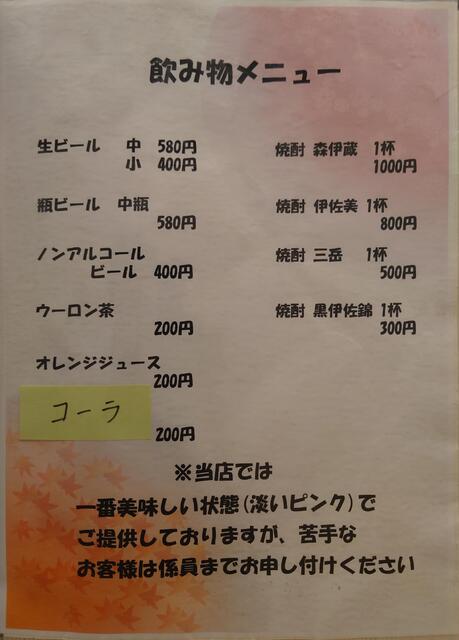 飲み物メニュー
生ビール 中 580円
小 400円
瓶ビール 中瓶
580円
ノンアルコール
ビール 400円
ウーロン茶
200円
オレンジジュース
200円
コーラ
200円
焼酎 森伊蔵 1杯
1000円
焼酎 伊佐美 1杯
800円
焼酎 三岳 1杯
500円
焼酎 黒伊佐錦 1杯
300円
※当店では
一番美味しい状態(淡いピンク)で
ご提供しておりますが、苦手な
お客様は係員までお申し付けください